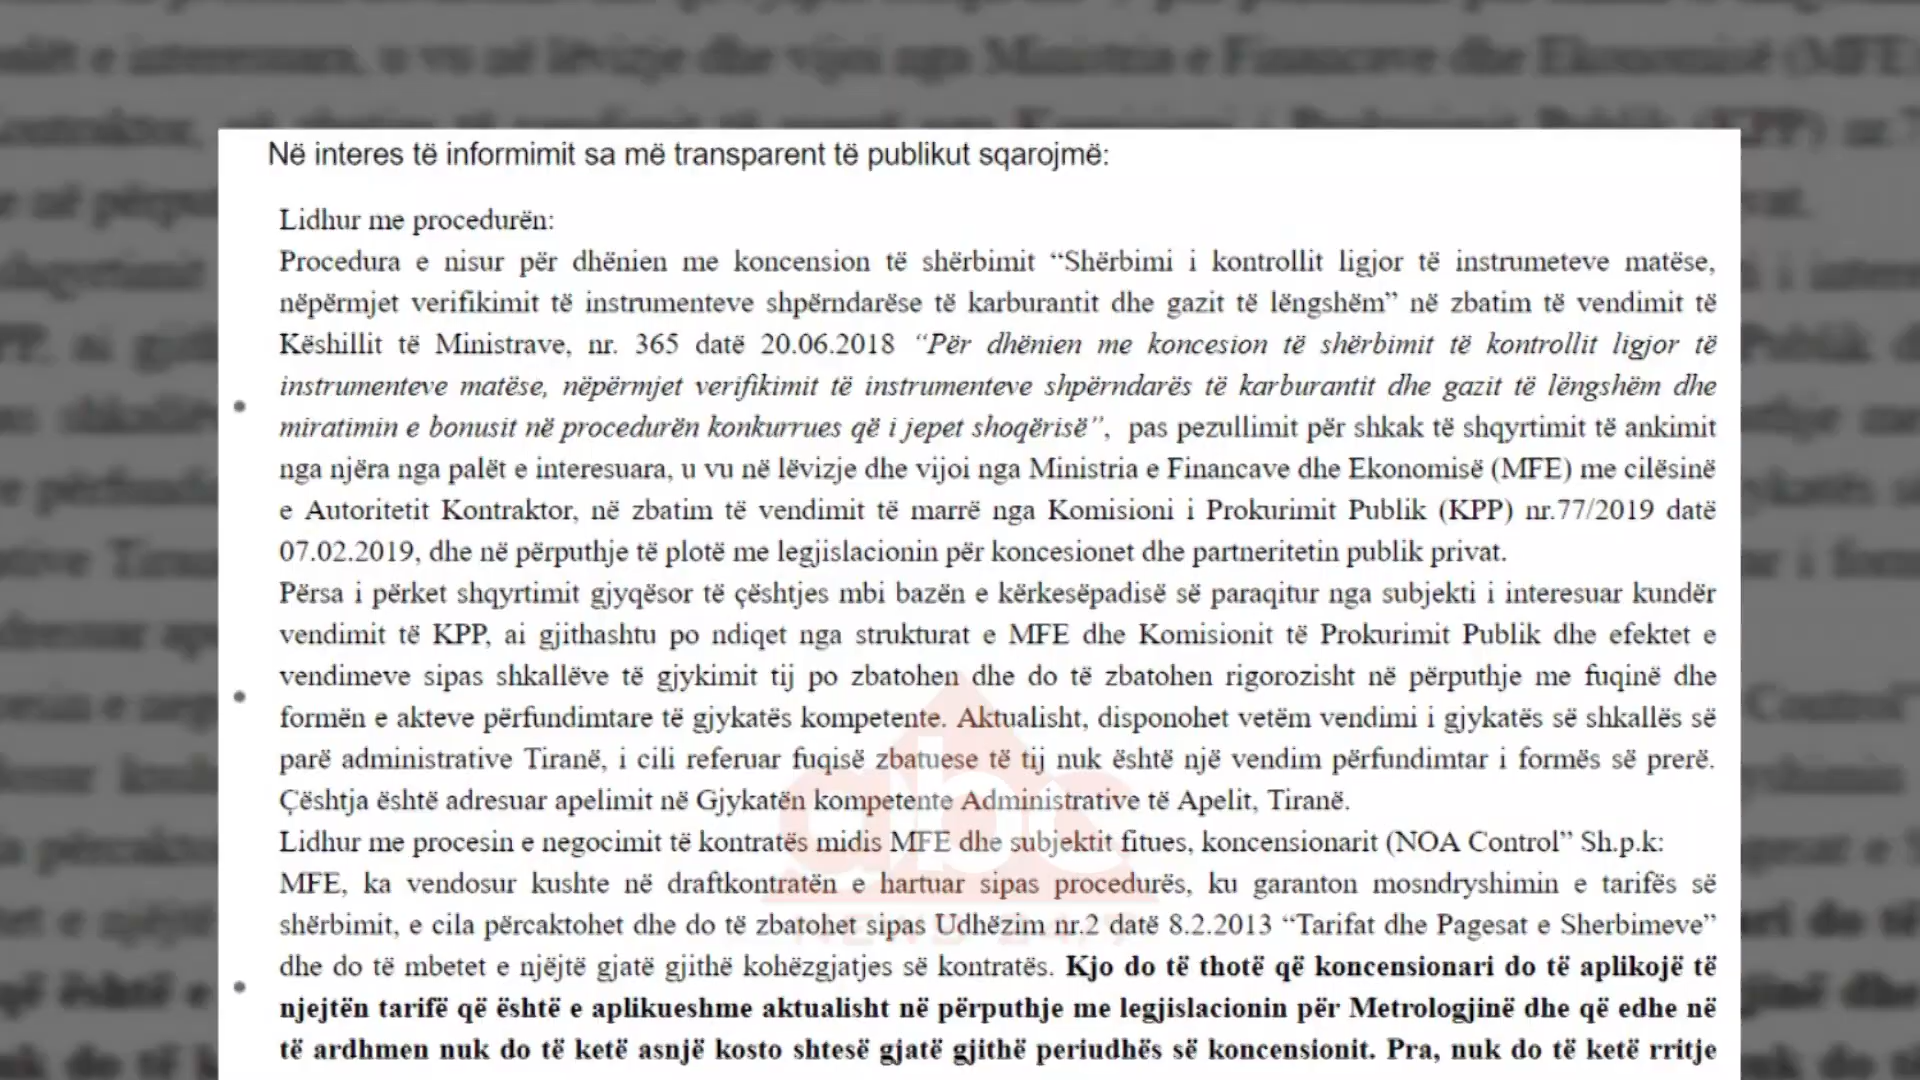 Në interes të informimit sa më transparent të publikut sqarojmë:
Lidhur me procedurën:
Procedura e nisur për dhënien me koncension të shërbimit “Shërbimi i kontrollit ligjor të instrumeteve matëse,
nëpërmjet verifikimit të instrumenteve shpërndarëse të karburantit dhe gazit të lëngshëm” në zbatim të vendimit të
Këshillit të Ministrave, nr. 365 datë 20.06.2018 “Për dhënien me koncesion të shërbimit të kontrollit ligjor të
instrumenteve matëse, nëpërmjet verifikimit të instrumenteve shpërndarës të karburantit dhe gazit të lëngshëm dhe
miratimin e bonusit në procedurën konkurrues që i jepet shoqërisë”, pas pezullimit për shkak të shqyrtimit të ankimit
nga njëra nga palët e interesuara, u vu në lëvizje dhe vijoi nga Ministria e Financave dhe Ekonomisë (MFE) me cilësinë
e Autoritetit Kontraktor, në zbatim të vendimit të marrë nga Komisioni i Prokurimit Publik (KPP) nr.77/2019 datë
07.02.2019, dhe në përputhje të plotë me legjislacionin për koncesionet dhe partneritetin publik privat.
Përsa i përket shqyrtimit gjyqësor të çështjes mbi bazën e kërkesëpadisë së paraqitur nga subjekti i interesuar kundër
vendimit të KPP, ai gjithashtu po ndiqet nga strukturat e MFE dhe Komisionit të Prokurimit Publik dhe efektet e
vendimeve sipas shkallëve të gjykimit tij po zbatohen dhe do të zbatohen rigorozisht në përputhje me fuqinë dhe
formën e akteve përfundimtare të gjykatës kompetente. Aktualisht, disponohet vetëm vendimi i gjykatës së shkallës së
parë administrative Tiranë, i cili referuar fuqisë zbatuese të tij nuk është një vendim përfundimtar i formës së prerë.
Çështja është adresuar apelimit në Gjykatën kompetente Administrative të Apelit, Tiranë.
Lidhur me procesin e negocimit të kontratës midis MFE dhe subjektit fitues, koncensionarit (NOA Control” Sh.p.k:
MFE, ka vendosur kushte në draftkontratën e hartuar sipas procedurës, ku garanton mosndryshimin e tarifës së
shërbimit, e cila përcaktohet dhe do të zbatohet sipas Udhëzim nr.2 datë 8.2.2013 “Tarifat dhe Pagesat e Sherbimeve”
dhe do të mbetet e njëjtë gjatë gjithë kohëzgjatjes së kontratës. Kjo do të thotë që koncensionari do të aplikojë të
njejtën tarifë që është e aplikueshme aktualisht në përputhje me legjislacionin për Metrologjinë dhe që edhe në
të ardhmen nuk do të ketë asnjë kosto shtesë gjatë gjithë periudhës së koncensionit. Pra, nuk do të ketë rritje
abc
NEWS 24/7